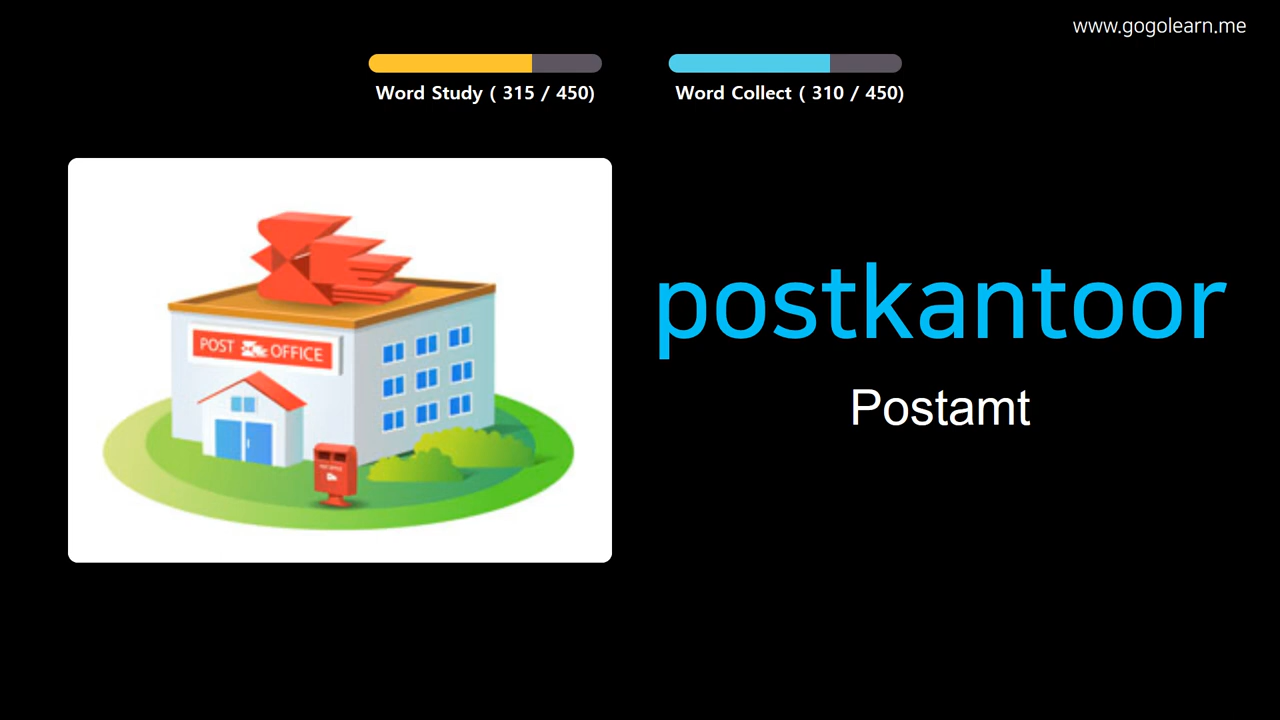 www.gogolearn.me
Word Study ( 315 / 450)
Word Collect ( 310 / 450)
POST OFFICE
postkantoor
Postamt